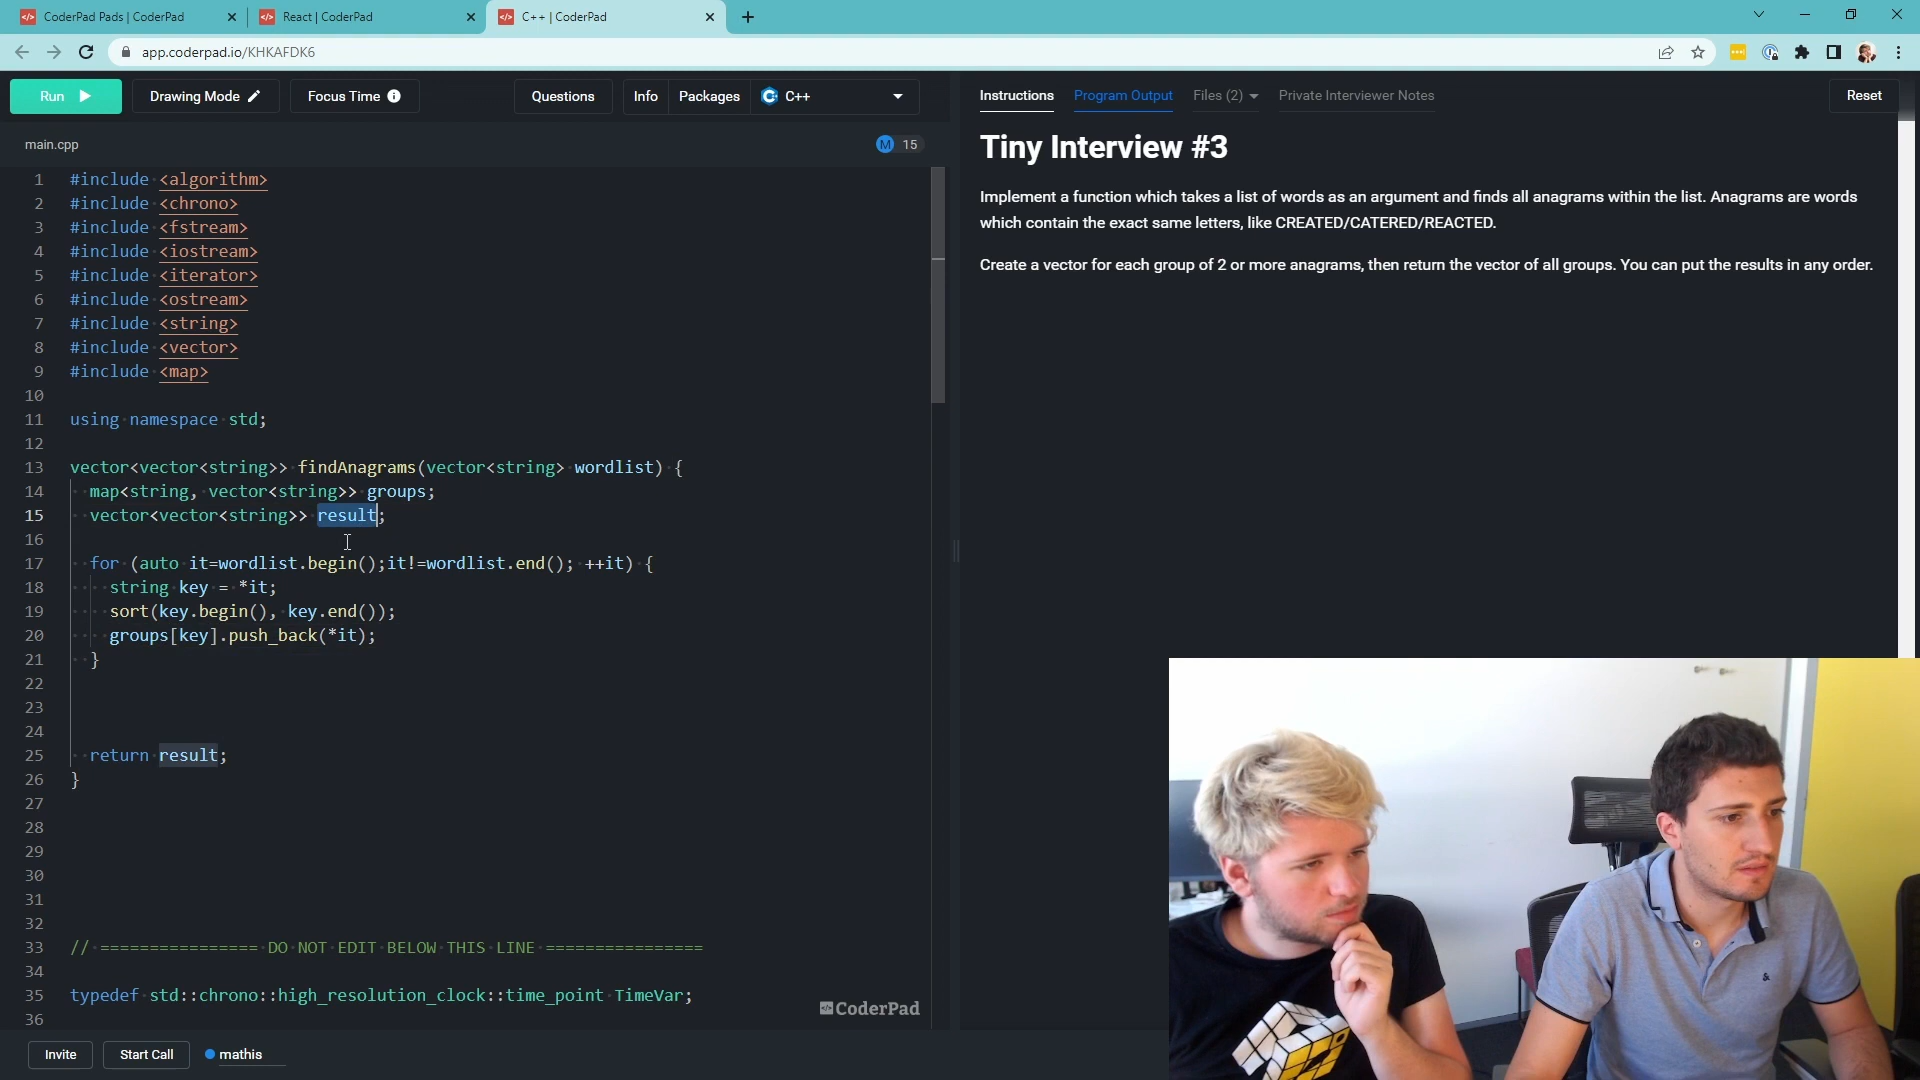 CoderPad Pads | CoderPad
React | CoderPad
C++ | CoderPad
app.coderpad.io/KHKAFDK6
Run
Drawing Mode
Focus Time
Questions
Info
Packages
C++
main.cpp
M 15
1 #include <algorithm>
2 #include <chrono>
3 #include <fstream>
4 #include <iostream>
5 #include <iterator>
6 #include <ostream>
7 #include <string>
8 #include <vector>
9 #include <map>
10
11 using namespace std;
12
13 vector<vector<string>> findAnagrams(vector<string> wordlist) {
14 map<string, vector<string>> groups;
15 vector<vector<string>> result;
16
17 for (auto it=wordlist.begin();it!=wordlist.end(); ++it) {
18 string key = *it;
19 sort(key.begin(), key.end());
20 groups[key].push_back(*it);
21 }
22
23
24
25 return result;
26 }
27
28
29
30
31
32
33 // ================ DO NOT EDIT BELOW THIS LINE ================
34
35 typedef std::chrono::high_resolution_clock::time_point TimeVar;
36
CoderPad
Invite
Start Call
mathis
Instructions
Program Output
Files (2)
Private Interviewer Notes
Reset
Tiny Interview #3
Implement a function which takes a list of words as an argument and finds all anagrams within the list. Anagrams are words
which contain the exact same letters, like CREATED/CATERED/REACTED.
Create a vector for each group of 2 or more anagrams, then return the vector of all groups. You can put the results in any order.